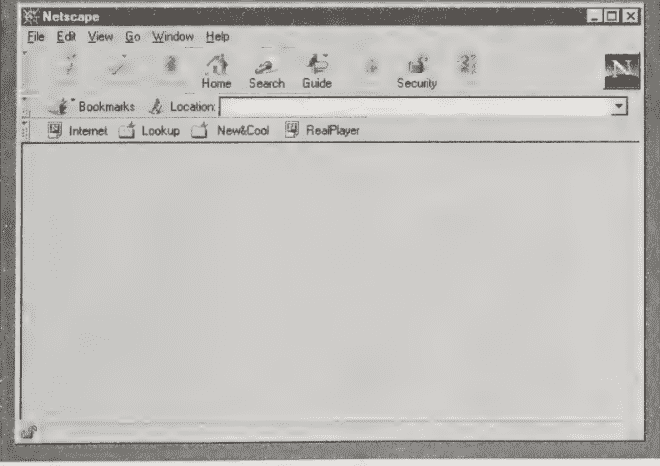 Netscape
File Edit View Go Window Help
Home Search Guide Security
N
Bookmarks Location:
Internet Lookup New&Cool RealPlayer